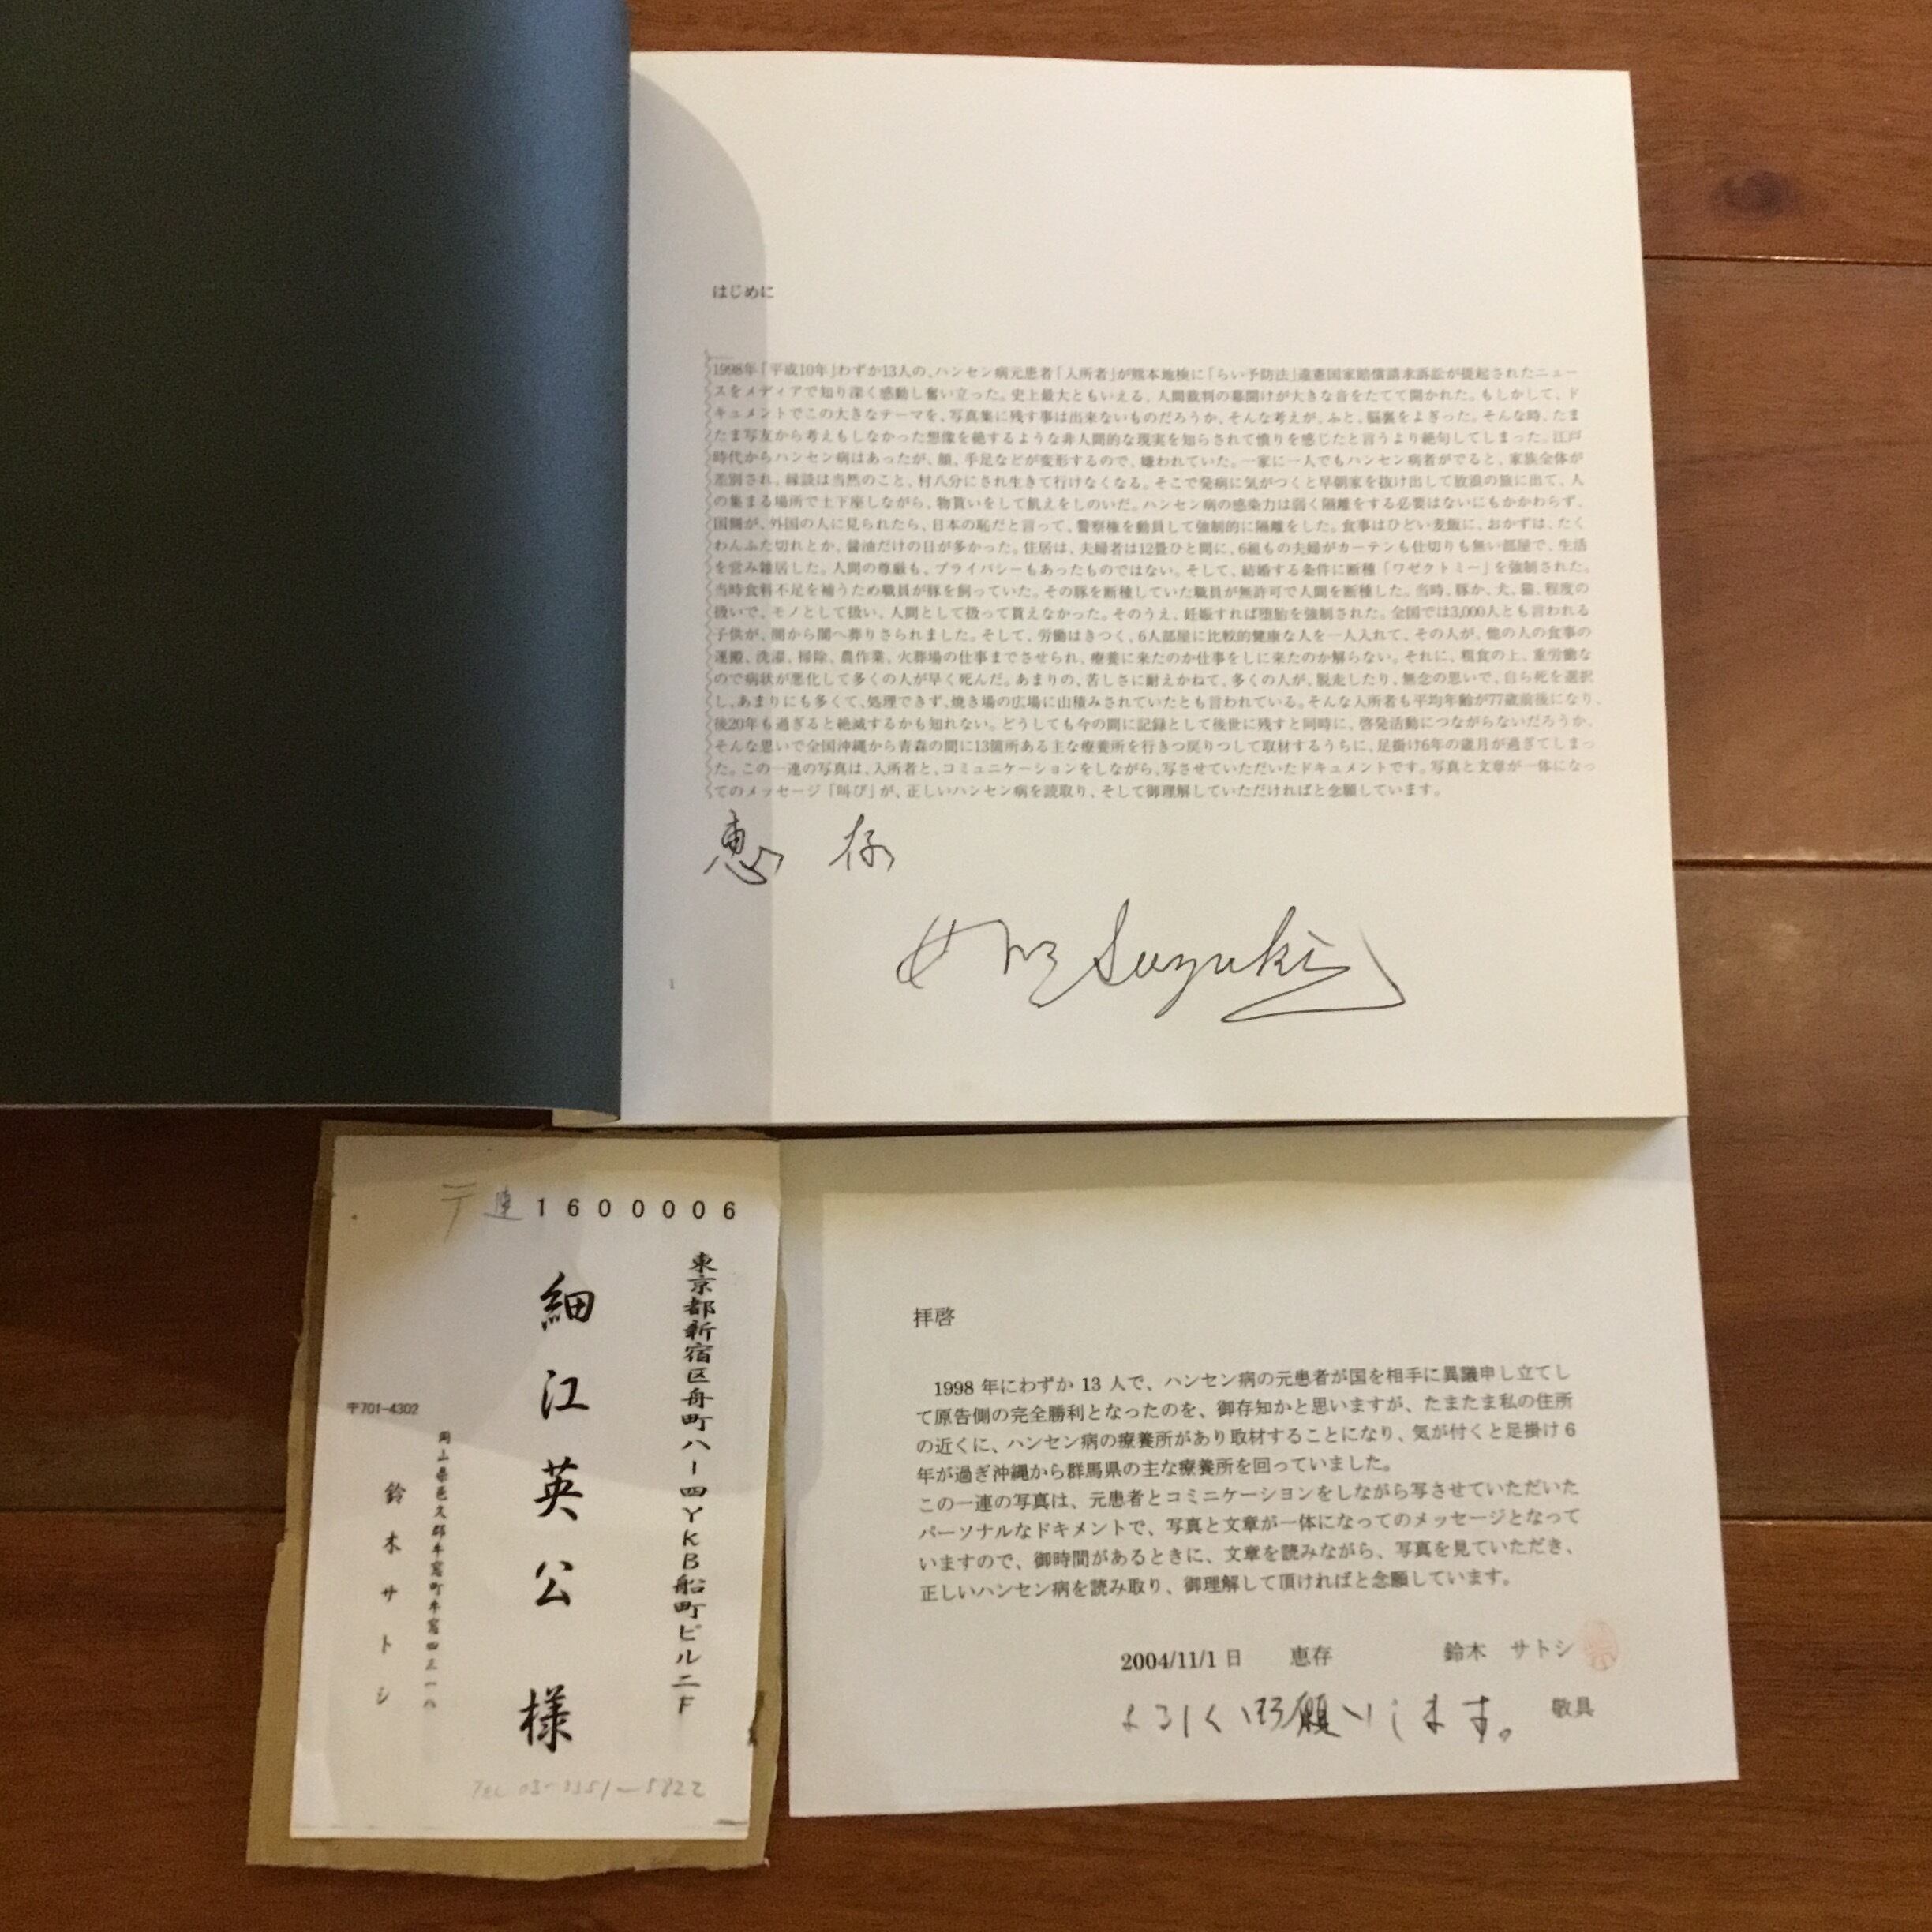 はじめに
1998年「平成10年」わずか13人の、ハンセン病元患者「入所者」が熊本地検に「らい予防法」違憲国家賠償請求訴訟が提起されたニュー
スをメディアで知り深く感動し奮い立った。史上最大ともいえる、人間裁判の幕開けが大きな音をたてて開かれた。もしかして、ド
キュメントでこの大きなテーマを、写真集に残す事は出来ないものだろうか、そんな考えが、ふと、脳裏をよぎった。そんな時、たま
たま写友から考えもしなかった想像を絶するような非人間的な現実を知らされて憤りを感じたと言うより絶句してしまった。江戸
時代からハンセン病はあったが、顔、手足などが変形するので、嫌われていた。一家に一人でもハンセン病者がでると、家族全体が
差別され、縁談は当然のこと、村八分にされ生きて行けなくなる。そこで発病に気がつくと早朝家を抜け出して放浪の旅に出て、人
の集まる場所で土下座しながら、物貰いをして飢えをしのいだ。ハンセン病の感染力は弱く隔離をする必要はないにもかかわらず、
国側が、外国の人に見られたら、日本の恥だと言って、警察権を動員して強制的に隔離をした。食事はひどい麦飯に、おかずは、たく
わんふた切れとか、醤油だけの日が多かった。住居は、夫婦者は12畳ひと間に、6組もの夫婦がカーテンも仕切りも無い部屋で、生活
を営み雑居した。人間の尊厳も、プライバシーもあったものではない。そして、結婚する条件に断種「ワゼクトミー」を強制された。
当時食料不足を補うため職員が豚を飼っていた。その豚を断種していた職員が無許可で人間を断種した。当時、豚か、犬、猫、程度の
扱いで、モノとして扱い、人間として扱って貰えなかった。そのうえ、妊娠すれば堕胎を強制された。全国では3,000人とも言われる
子供が、闇から闇へ葬りさられました。そして、労働はきつく、6人部屋に比較的健康な人を一人入れて、その人が、他の人の食事の
運搬、洗濯、掃除、農作業、火葬場の仕事までさせられ、療養に来たのか仕事をしに来たのか解らない。それに、粗食の上、重労働な
ので病状が悪化して多くの人が早く死んだ。あまりの、苦しさに耐えかねて、多くの人が、脱走したり、無念の思いで、自ら死を選択
し、あまりにも多くて、処理できず、焼き場の広場に山積みされていたとも言われている。そんな入所者も平均年齢が77歳前後になり、
後20年も過ぎると絶滅するかも知れない。どうしても今の間に記録として後世に残すと同時に、啓発活動につながらないだろうか。
そんな思いで全国沖縄から青森の間に13箇所ある主な療養所を行きつ戻りつして取材するうちに、足掛け6年の歳月が過ぎてしまっ
た。この一連の写真は、入所者と、コミュニケーションをしながら、写させていただいたドキュメントです。写真と文章が一体になっ
てのメッセージ「叫び」が、正しいハンセン病を読取り、そして御理解していただければと念願しています。
恵存
Suzuki
〒 速 1600006
東京都新宿区舟町八ー四YKB船町ビル二F
細江英公様
〒701-4302
岡山県邑久郡牛窓町牛窓四三一八
鈴木サトシ
TEL 03-3351-5822
拝啓
1998 年にわずか 13 人で、ハンセン病の元患者が国を相手に異議申し立てし
て原告側の完全勝利となったのを、御存知かと思いますが、たまたま私の住所
の近くに、ハンセン病の療養所があり取材することになり、気が付くと足掛け 6
年が過ぎ沖縄から群馬県の主な療養所を回っていました。
この一連の写真は、元患者とコミニケーションをしながら写させていただいた
パーソナルなドキメントで、写真と文章が一体になってのメッセージとなって
いますので、御時間があるときに、文章を読みながら、写真を見ていただき、
正しいハンセン病を読み取り、御理解して頂ければと念願しています。
2004/11/1 日 恵存 鈴木 サトシ
よろしくお願いします。 敬具